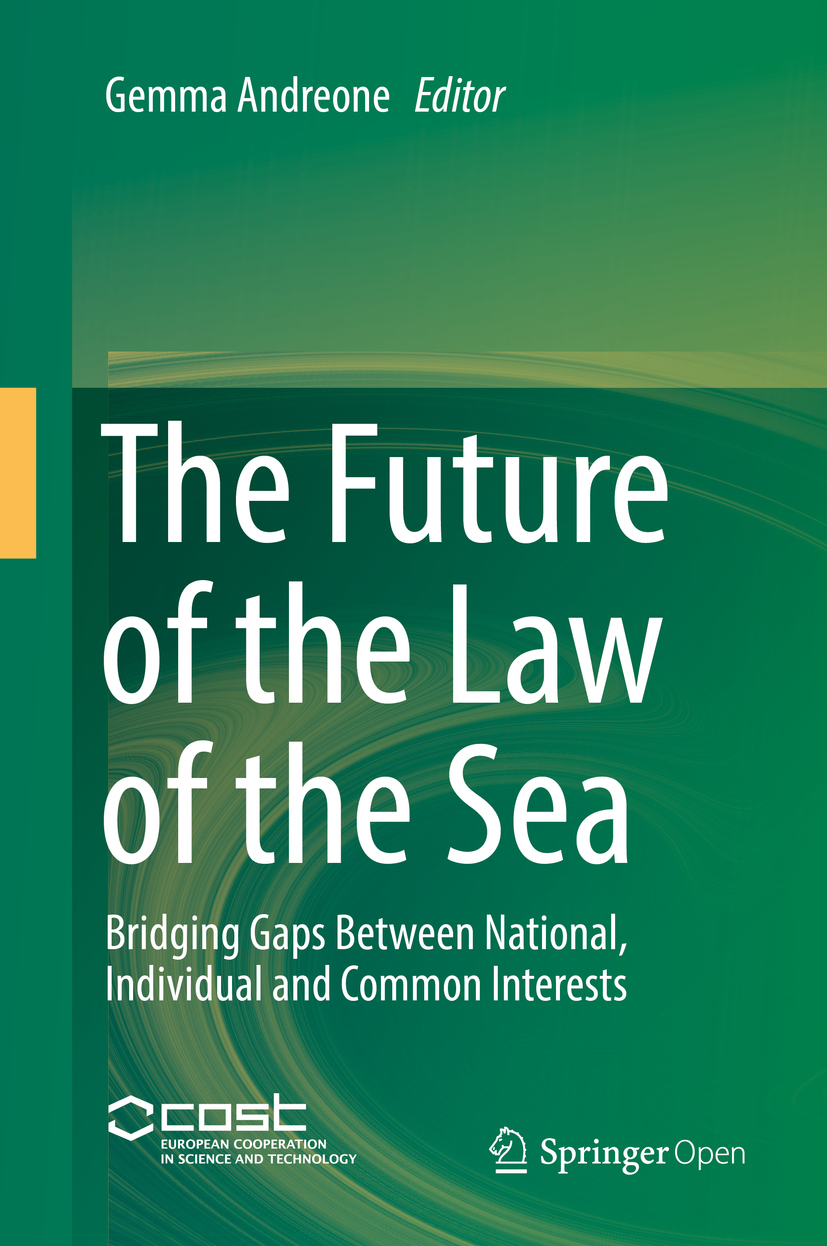 Gemma Andreone Editor
The Future
of the Law
of the Sea
Bridging Gaps Between National,
Individual and Common Interests
cost
EUROPEAN COOPERATION
IN SCIENCE AND TECHNOLOGY
Springer Open